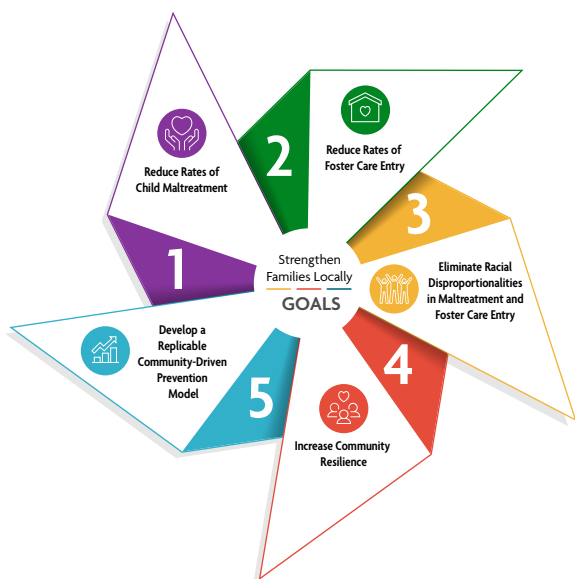 Strengthen
Families Locally
GOALS
1
Reduce Rates of
Child Maltreatment
2
Reduce Rates of
Foster Care Entry
3
Eliminate Racial
Disproportionalities
in Maltreatment and
Foster Care Entry
4
Increase Community
Resilience
5
Develop a
Replicable
Community-Driven
Prevention
Model